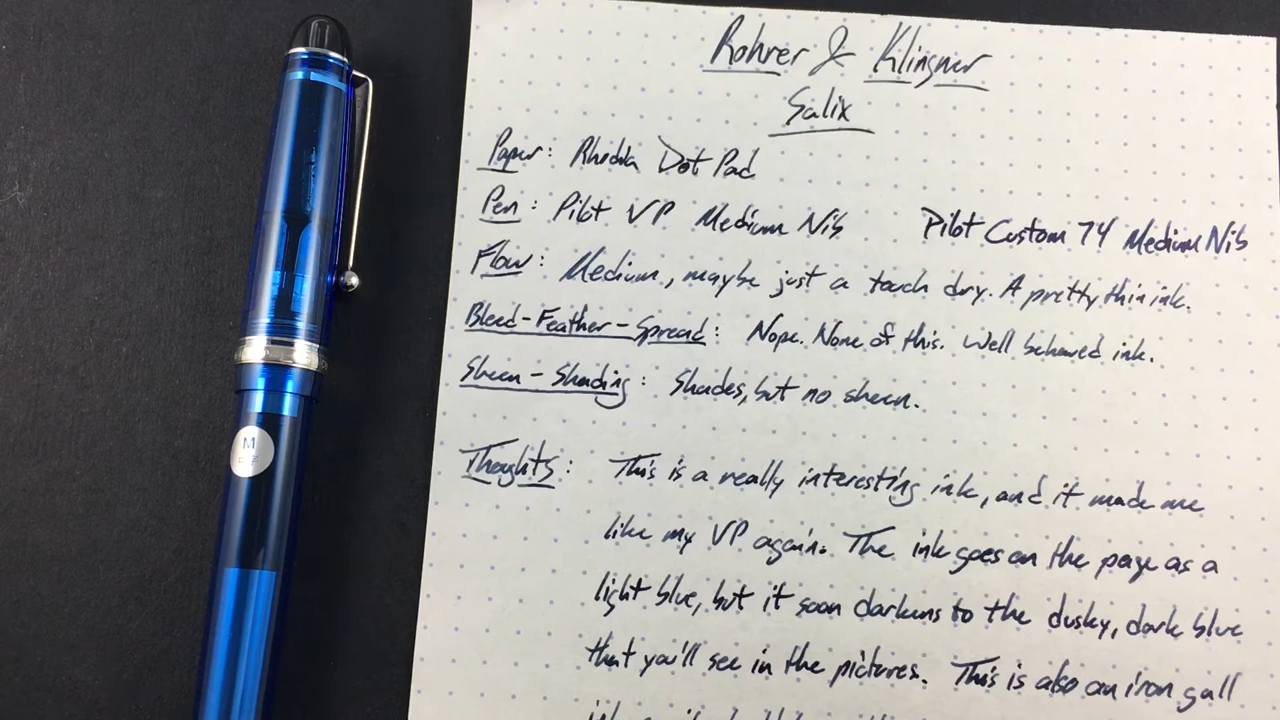 Rohrer & Klingner
Salix
Paper: Rhodia Dot Pad
Pen: Pilot VP Medium Nib Pilot Custom 74 Medium Nib
Flow: Medium, maybe just a touch dry. A pretty thin ink.
Bleed-Feather-Spread: Nope. None of this. Well behaved ink.
Sheen-Shading: Shades, but no sheen.
Thoghts: This is a really interesting ink, and it made me
like my VP again. The ink goes on the page as a
light blue, but it soon darkens to the dusky, dark blue
that you'll see in the pictures. This is also an iron gall
M